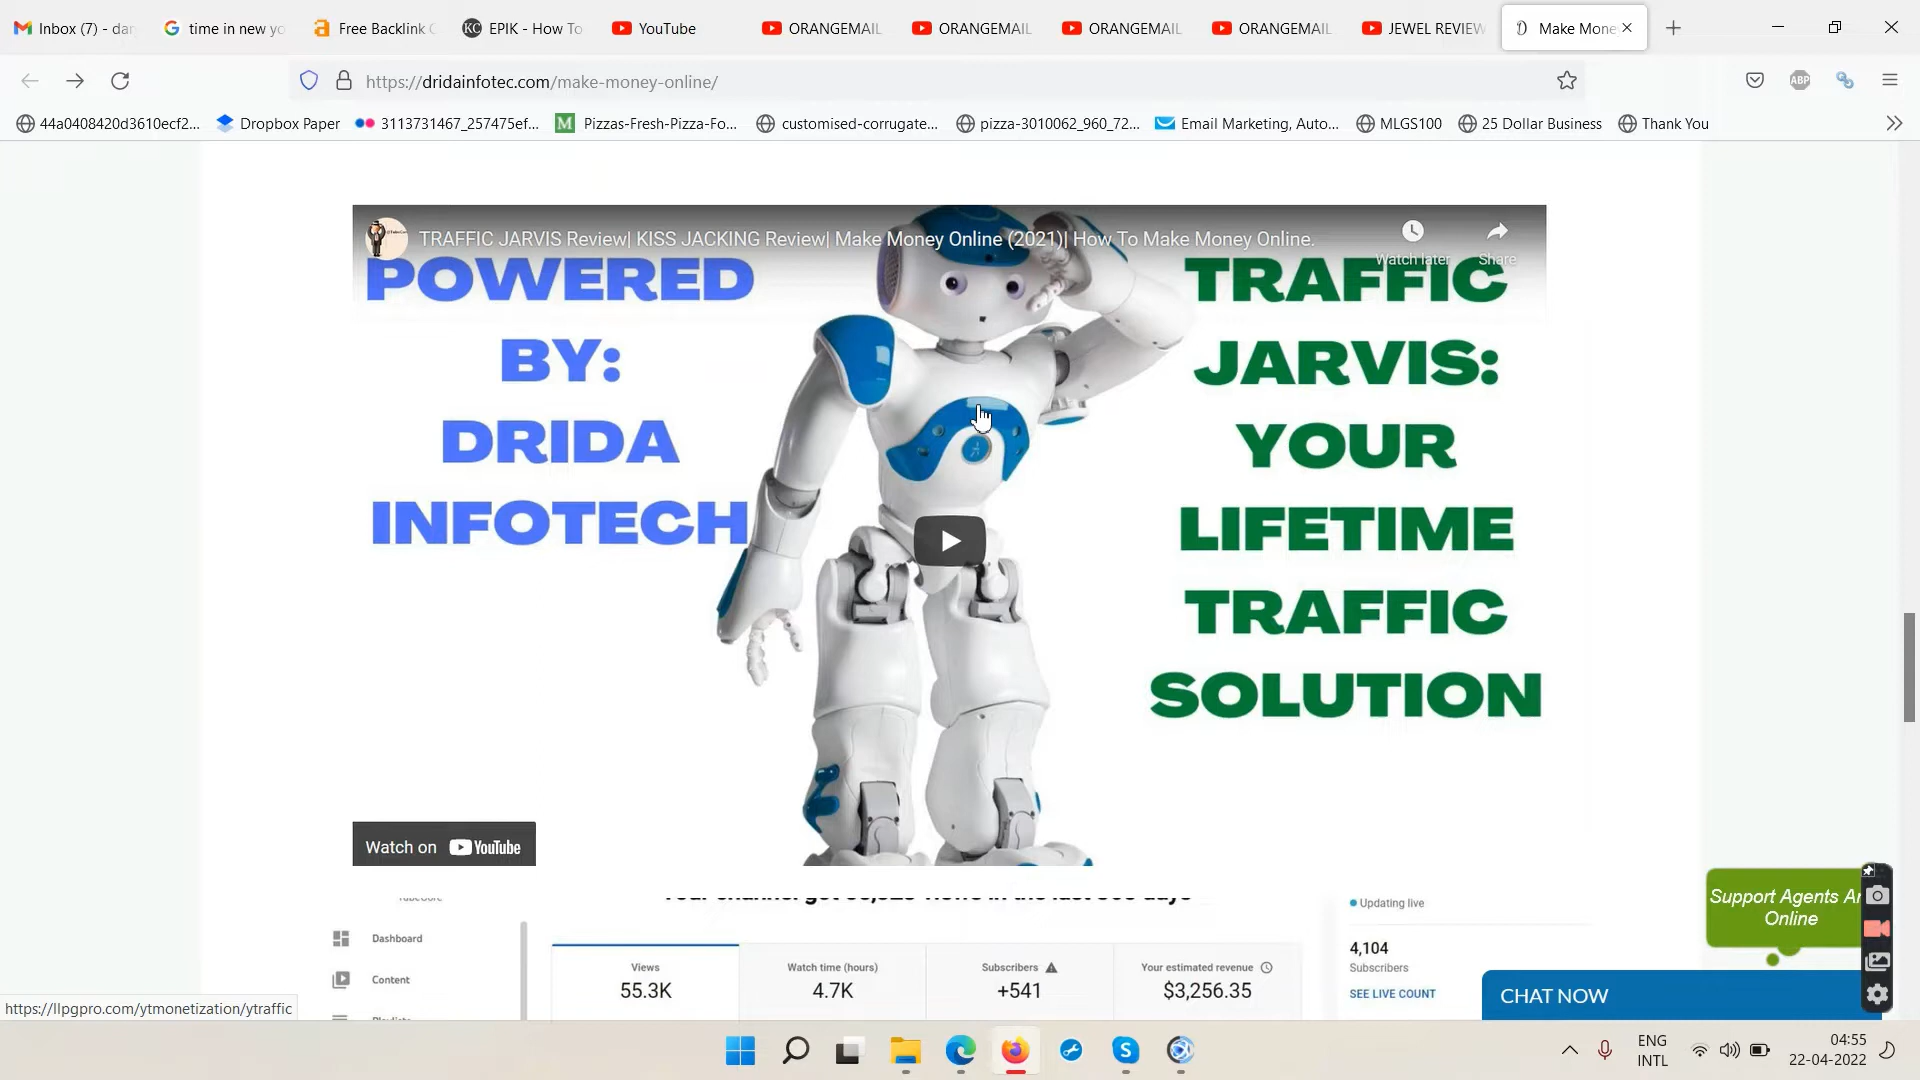 Inbox (7) - dan
time in new yo
Free Backlink C
EPIK - How To
YouTube
ORANGEMAIL
ORANGEMAIL
ORANGEMAIL
ORANGEMAIL
JEWEL REVIEW
Make Mone
https://dridainfotec.com/make-money-online/
ABP
44a0408420d3610ecf2...
Dropbox Paper
3113731467_257475ef...
Pizzas-Fresh-Pizza-Fo...
customised-corrugate...
pizza-3010062_960_72...
Email Marketing, Auto...
MLGS100
25 Dollar Business
Thank You
TRAFFIC JARVIS Review| KISS JACKING Review| Make Money Online (2021)| How To Make Money Online.
Watch later
Share
POWERED
BY:
DRIDA
INFOTECH
TRAFFIC
JARVIS:
YOUR
LIFETIME
TRAFFIC
SOLUTION
Watch on YouTube
Dashboard
Content
Views
55.3K
Watch time (hours)
4.7K
Subscribers
+541
Your estimated revenue
$3,256.35
Updating live
4,104
Subscribers
SEE LIVE COUNT
Support Agents Ar
Online
CHAT NOW
https://llpgpro.com/ytmonetization/ytraffic
ENG
INTL
04:55
22-04-2022